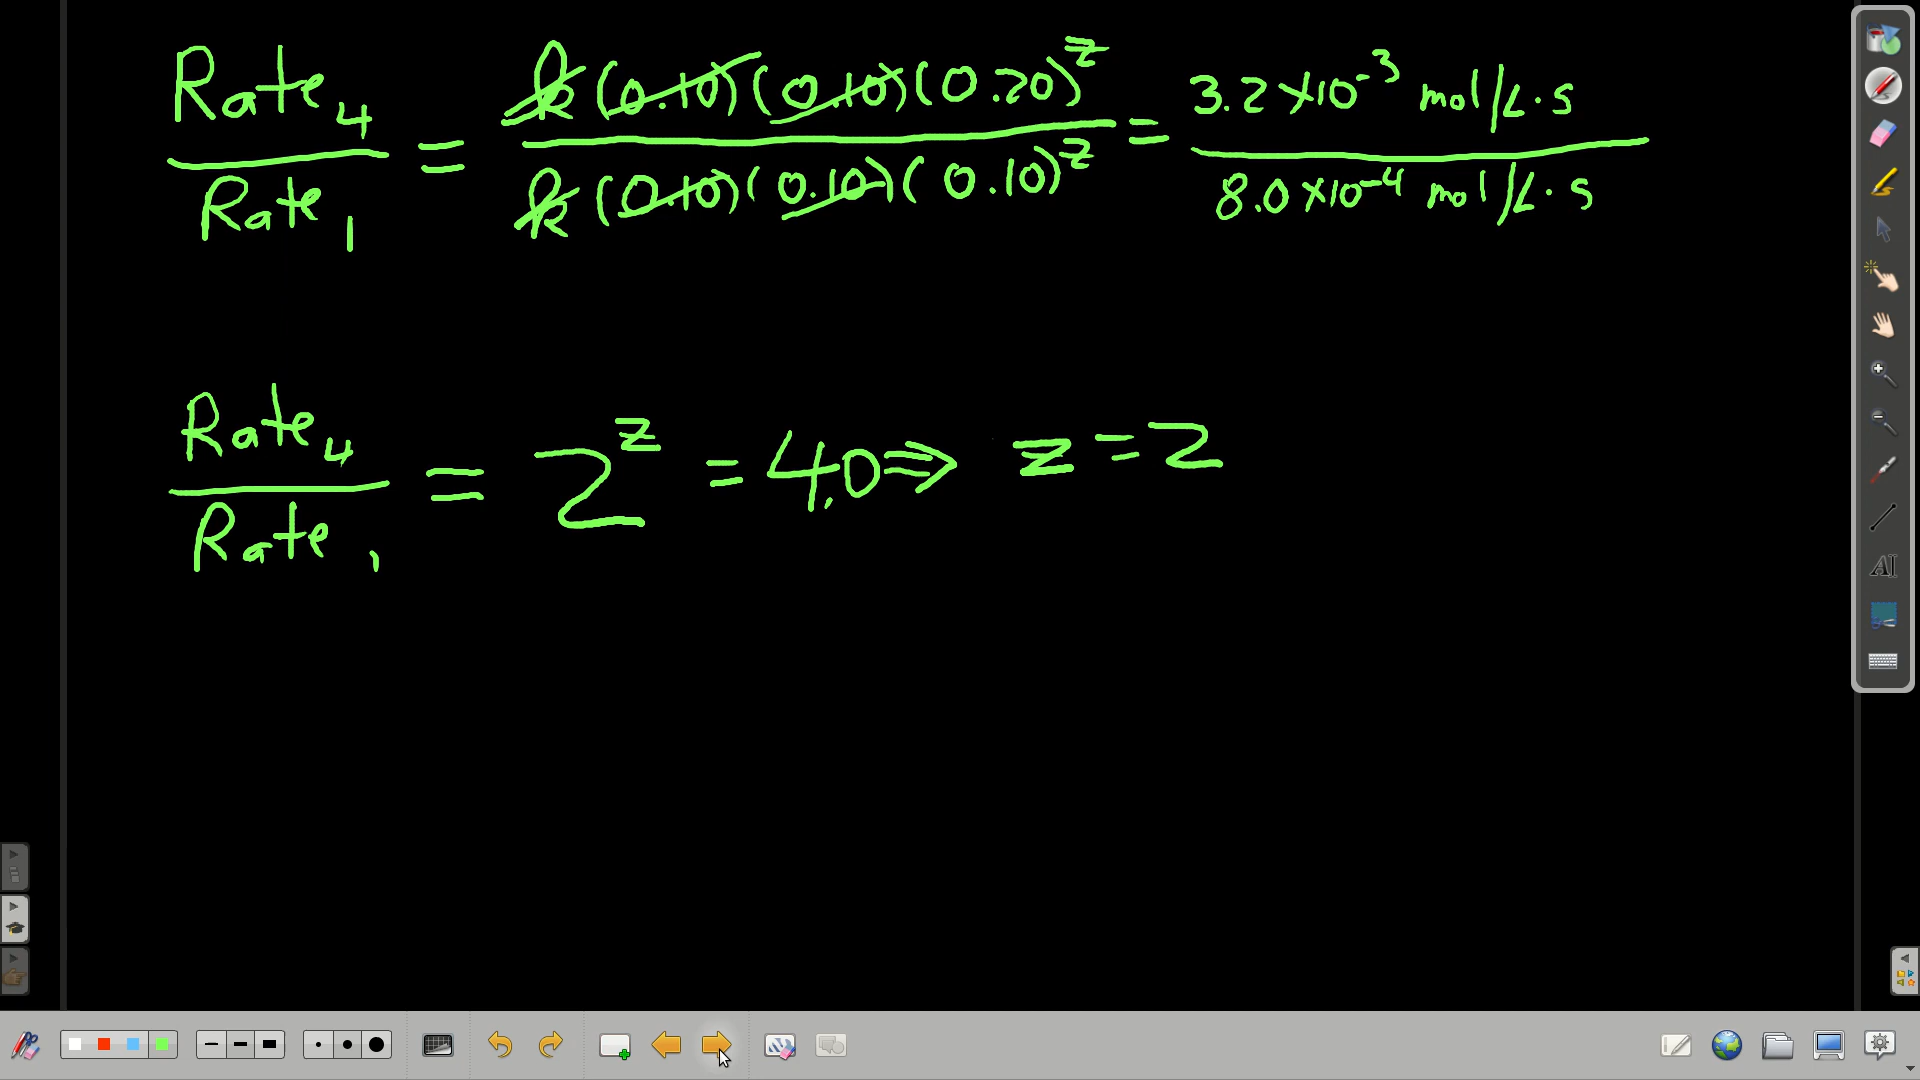 Rate₄/Rate₁ = k(0.10)(0.10)(0.20)ᶻ / k(0.10)(0.10)(0.10)ᶻ = 3.2×10⁻³ mol/L·s / 8.0×10⁻⁴ mol/L·s
Rate₄/Rate₁ = 2ᶻ = 4.0 ⇒ z = 2